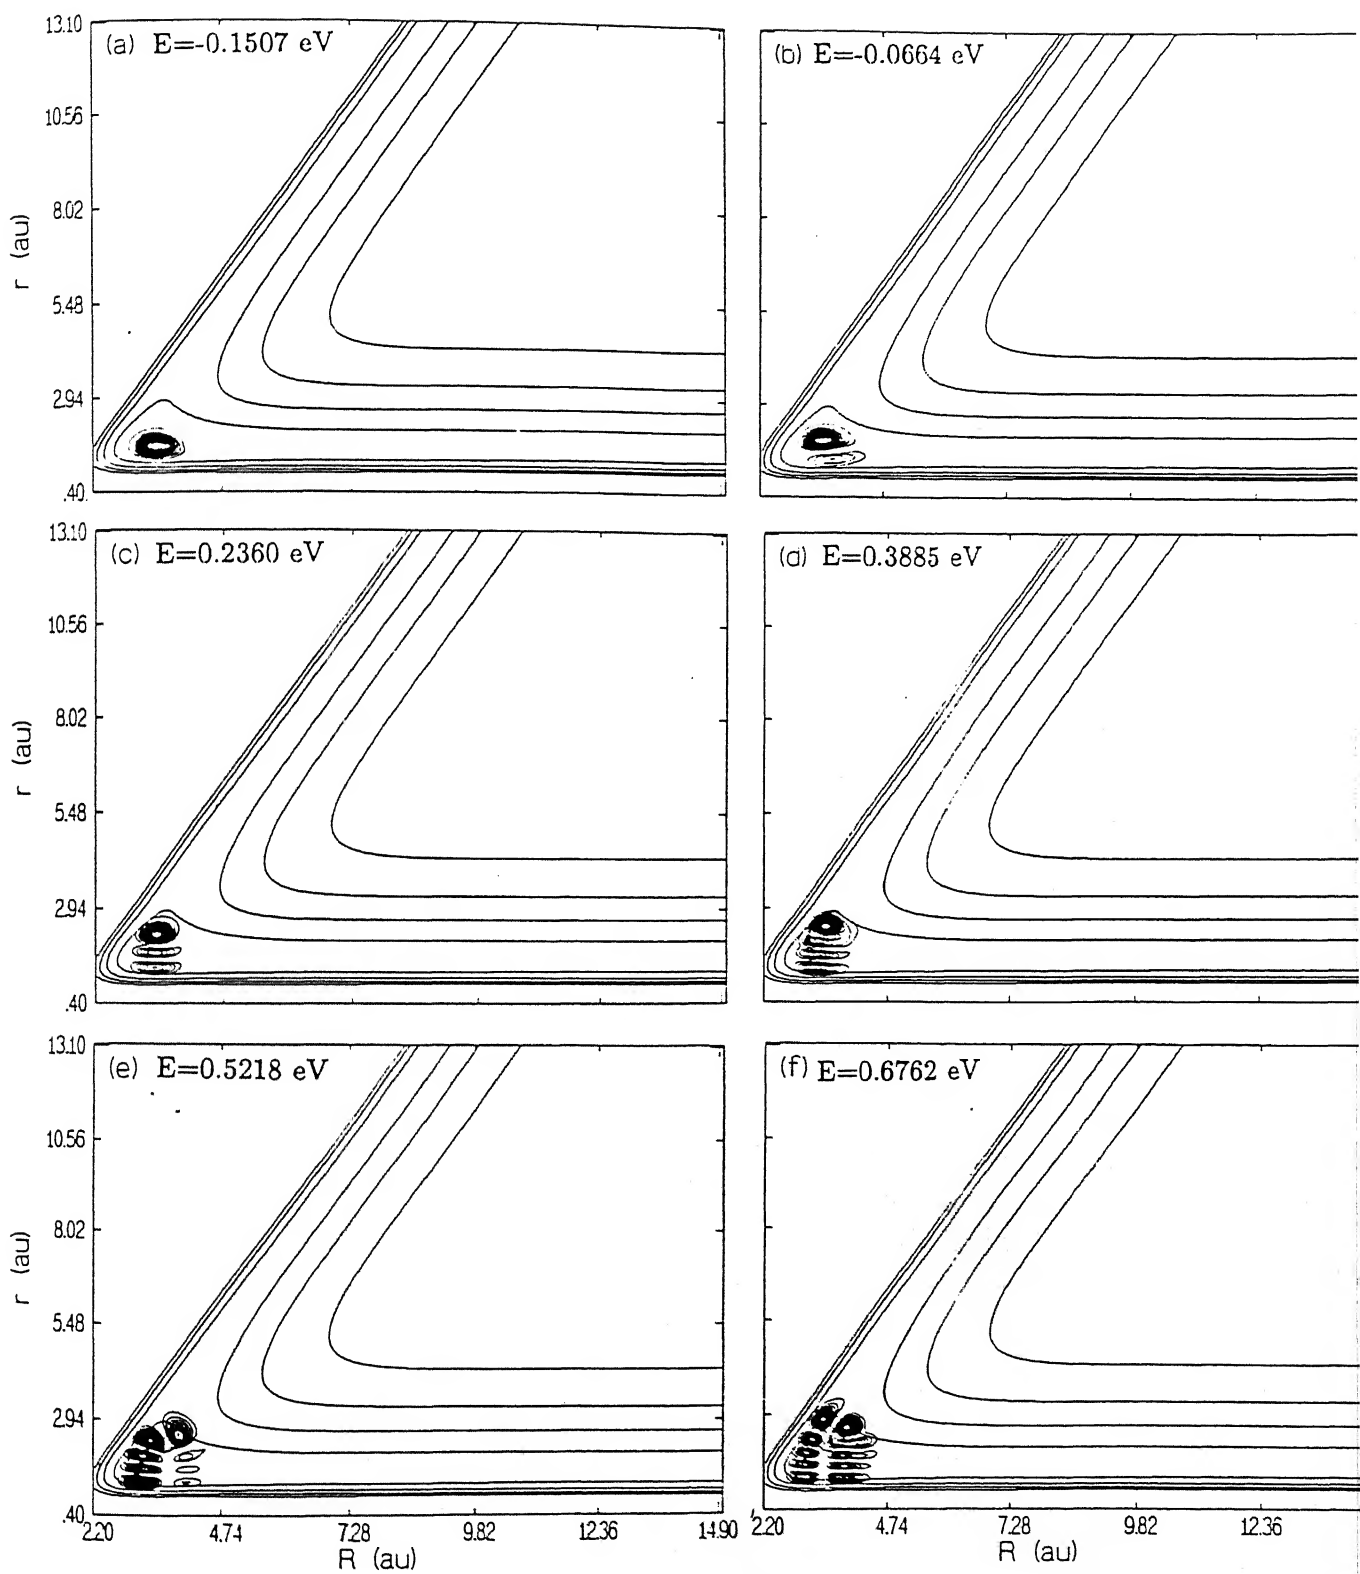 (a) E=-0.1507 eV
(b) E=-0.0664 eV
13.10
10.56
8.02
5.48
2.94
.40.
r (au)
(c) E=0.2360 eV
(d) E=0.3885 eV
13.10
10.56
8.02
5.48
2.94
.40
r (au)
(e) E=0.5218 eV
(f) E=0.6762 eV
13.10
10.56
8.02
5.48
2.94
.40
r (au)
2.20 4.74 7.28 9.82 12.36 14.90
2.20 4.74 7.28 9.82 12.36
R (au)
R (au)